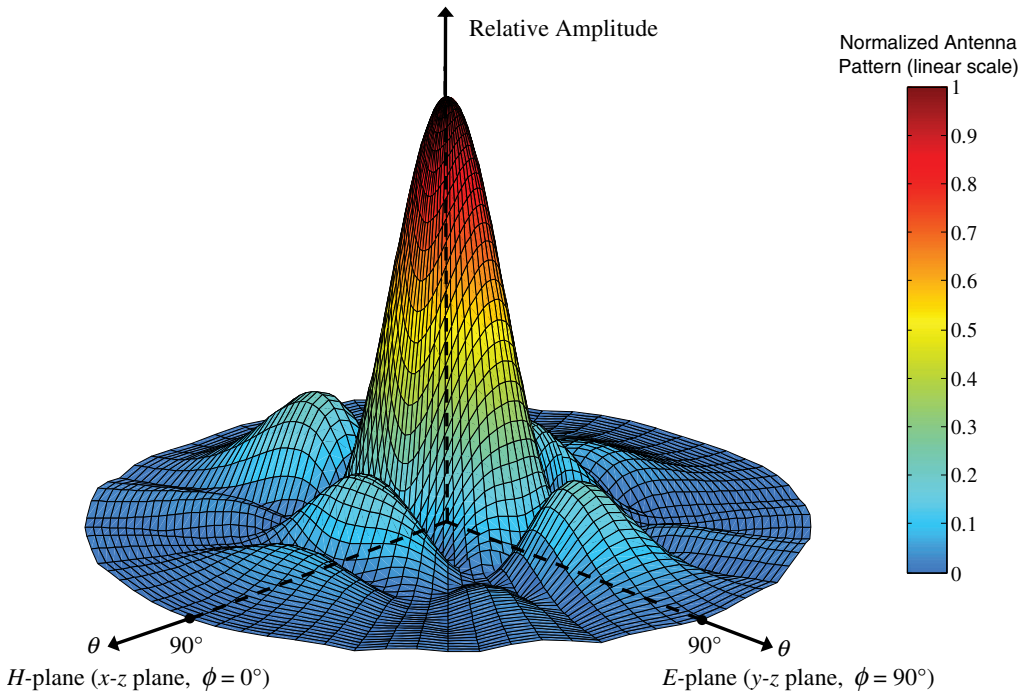 Relative Amplitude
Normalized Antenna
Pattern (linear scale)
1
0.9
0.8
0.7
0.6
0.5
0.4
0.3
0.2
0.1
0
θ
90°
H-plane (x-z plane, ϕ = 0°)
90°
θ
E-plane (y-z plane, ϕ = 90°)